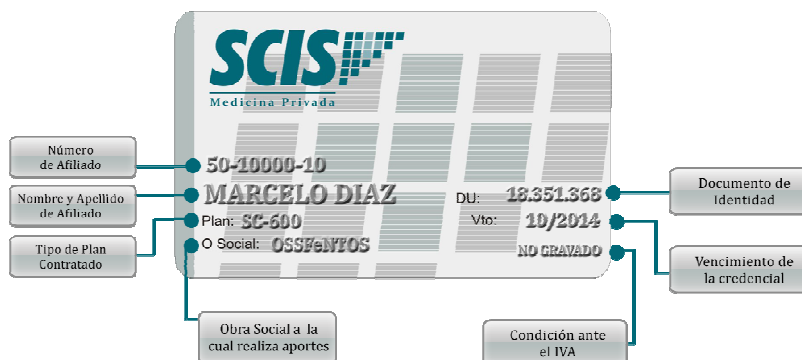 SCIS
Medicina Privada
Número
de Afiliado
50-10000-10
Nombre y Apellido
de Afiliado
MARCELO DIAZ
DU: 18.351.368
Documento de
Identidad
Plan: SC-600
Vto: 10/2014
Tipo de Plan
Contratado
O Social: OSSFeNTOS
NO GRAVADO
Vencimiento de
la credencial
Obra Social a la
cual realiza aportes
Condición ante
el IVA